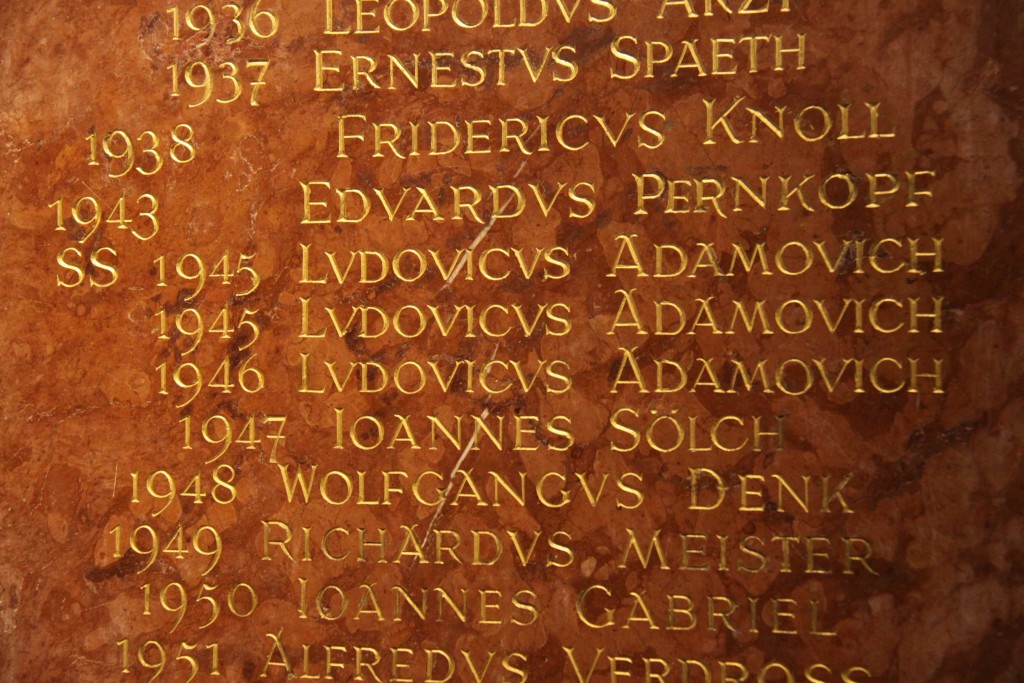 1936 LEOPOLDVS ARZT
1937 ERNESTVS SPAETH
1938 FRIDERICVS KNOLL
1943 EDVARDVS PERNKOPF
SS 1945 LVDOVICVS ADAMOVICH
1945 LVDOVICVS ADAMOVICH
1946 LVDOVICVS ADAMOVICH
1947 IOANNES SÖLCH
1948 WOLFGANGVS DENK
1949 RICHARDVS MEISTER
1950 IOANNES GABRIEL
1951 ALFREDVS VERDROSS